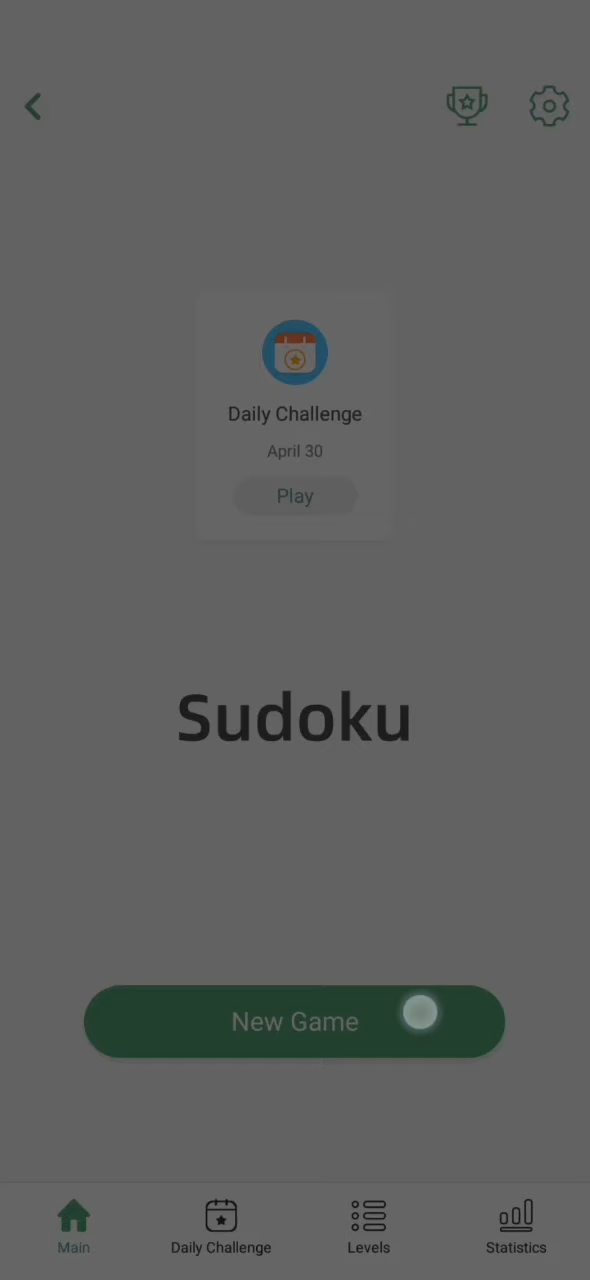 Daily Challenge
April 30
Play
Sudoku
New Game
Main
Daily Challenge
Levels
Statistics